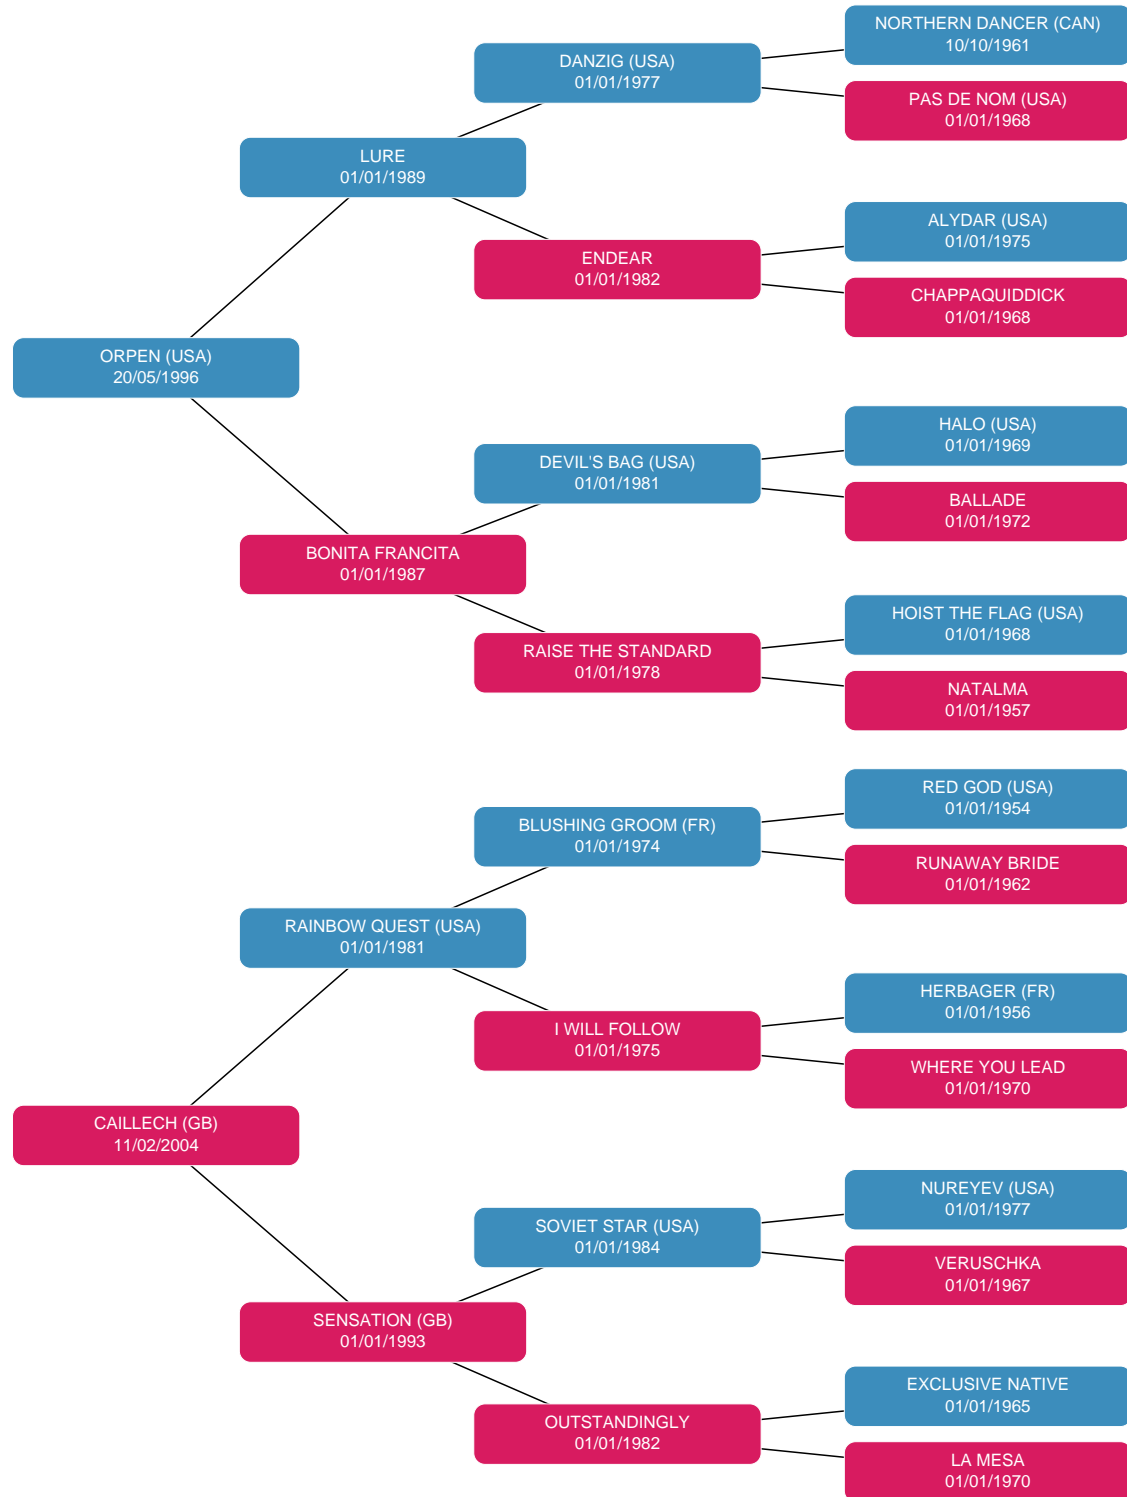 NORTHERN DANCER (CAN)
10/10/1961
DANZIG (USA)
01/01/1977
PAS DE NOM (USA)
01/01/1968
LURE
01/01/1989
ALYDAR (USA)
01/01/1975
ENDEAR
01/01/1982
CHAPPAQUIDDICK
01/01/1968
ORPEN (USA)
20/05/1996
HALO (USA)
01/01/1969
DEVIL'S BAG (USA)
01/01/1981
BALLADE
01/01/1972
BONITA FRANCITA
01/01/1987
HOIST THE FLAG (USA)
01/01/1968
RAISE THE STANDARD
01/01/1978
NATALMA
01/01/1957
RED GOD (USA)
01/01/1954
BLUSHING GROOM (FR)
01/01/1974
RUNAWAY BRIDE
01/01/1962
RAINBOW QUEST (USA)
01/01/1981
HERBAGER (FR)
01/01/1956
I WILL FOLLOW
01/01/1975
WHERE YOU LEAD
01/01/1970
CAILLECH (GB)
11/02/2004
NUREYEV (USA)
01/01/1977
SOVIET STAR (USA)
01/01/1984
VERUSCHKA
01/01/1967
SENSATION (GB)
01/01/1993
EXCLUSIVE NATIVE
01/01/1965
OUTSTANDINGLY
01/01/1982
LA MESA
01/01/1970